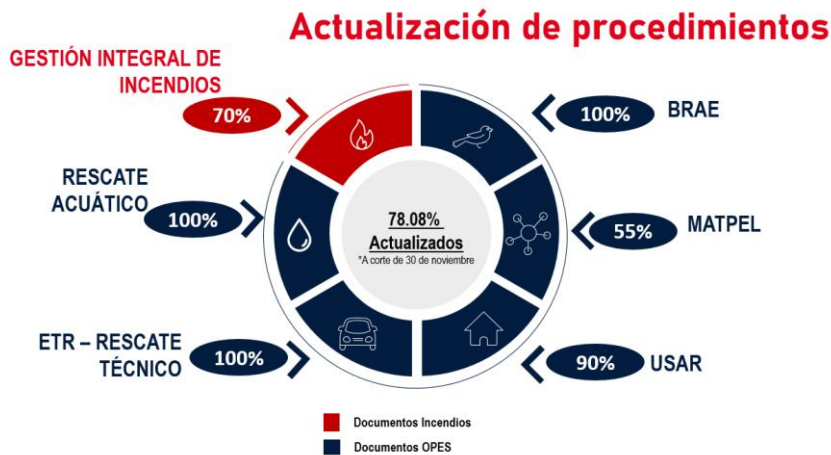 Actualización de procedimientos
GESTIÓN INTEGRAL DE
INCENDIOS
70%
100%
BRAE
RESCATE
ACUÁTICO
100%
78.08%
Actualizados
*A corte de 30 de noviembre
55%
MATPEL
ETR – RESCATE
TÉCNICO
100%
90%
USAR
Documentos Incendios
Documentos OPES